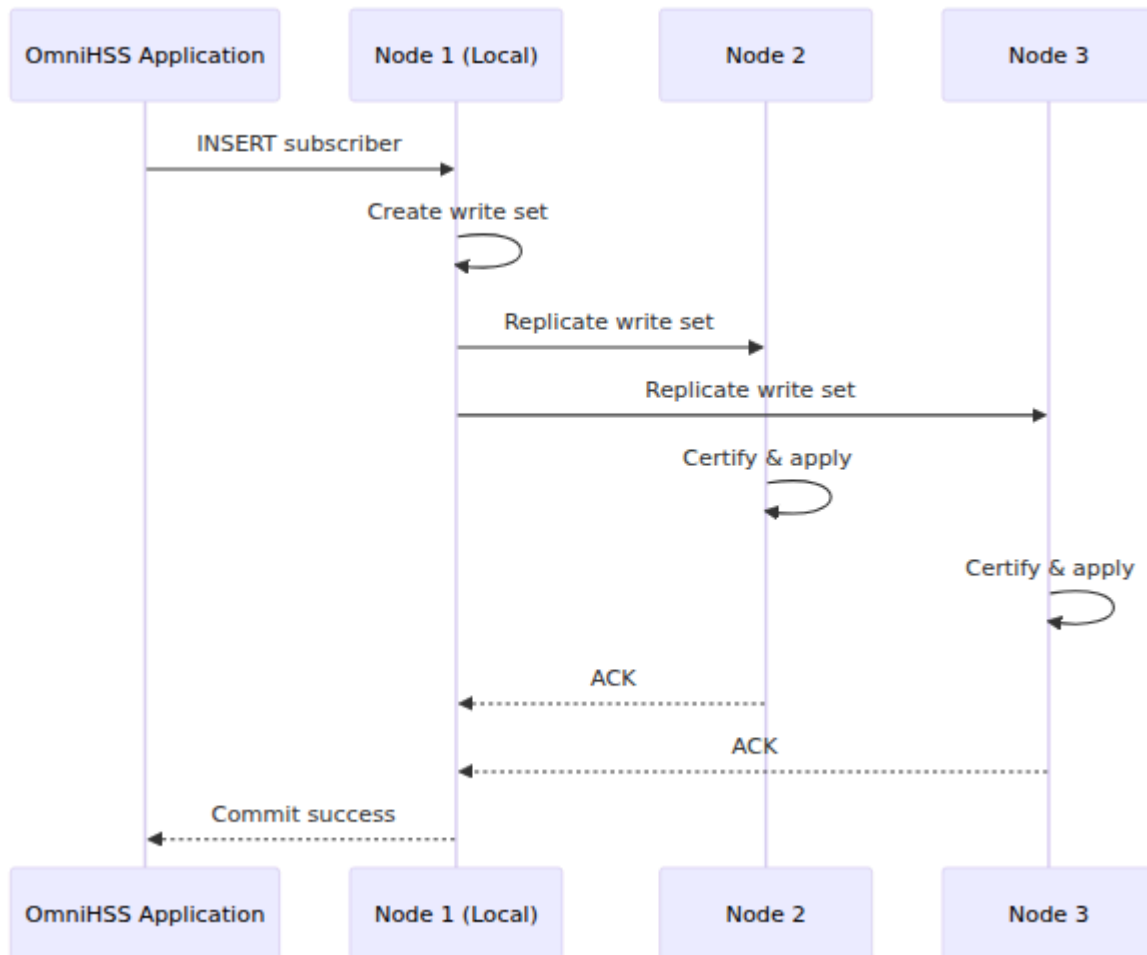 OmniHSS Application
Node 1 (Local)
Node 2
Node 3
INSERT subscriber
Create write set
Replicate write set
Replicate write set
Certify & apply
Certify & apply
ACK
ACK
Commit success
OmniHSS Application
Node 1 (Local)
Node 2
Node 3